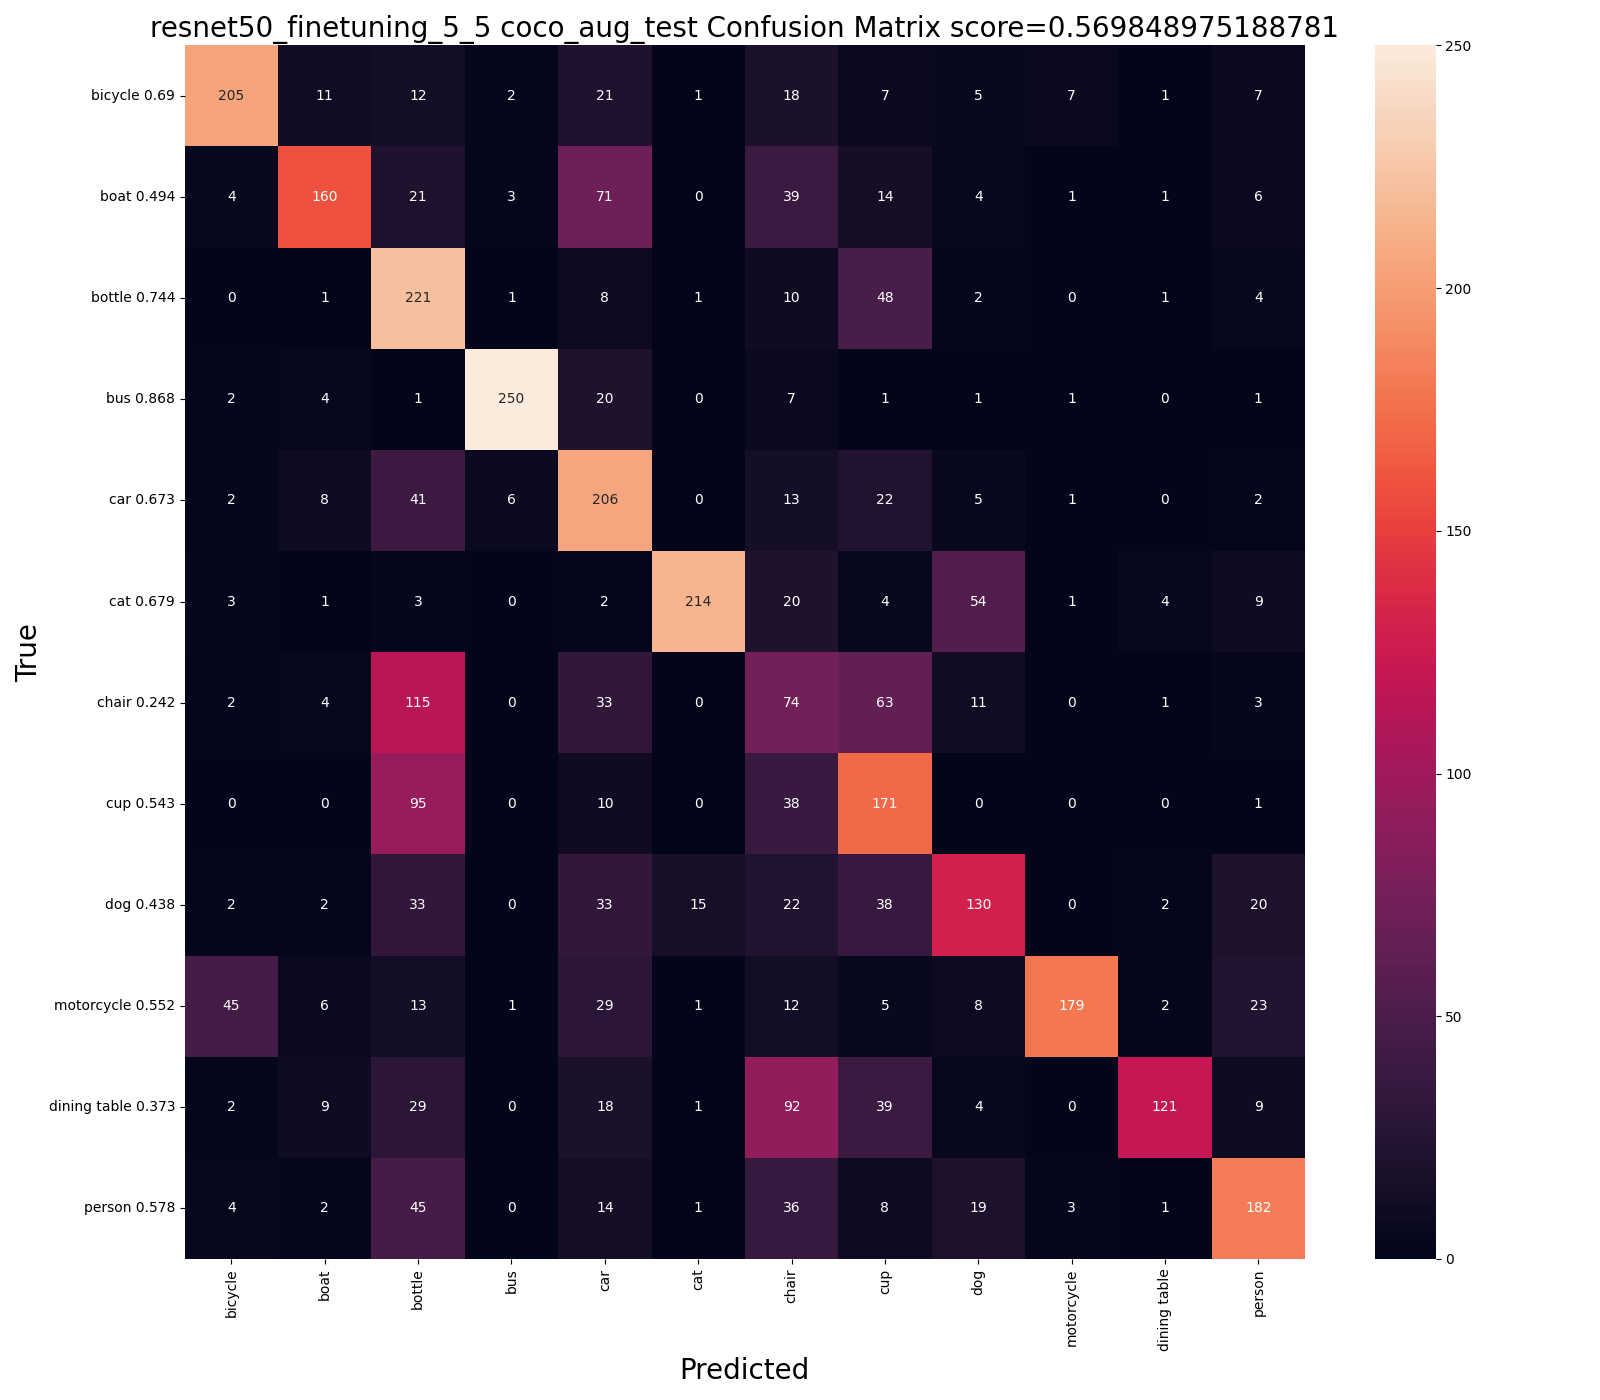 resnet50_finetuning_5_5 coco_aug_test Confusion Matrix score=0.569848975188781
bicycle 0.69 205 11 12 2 21 1 18 7 5 7 1 7
boat 0.494 4 160 21 3 71 0 39 14 4 1 1 6
bottle 0.744 0 1 221 1 8 1 10 48 2 0 1 4
bus 0.868 2 4 1 250 20 0 7 1 1 1 0 1
car 0.673 2 8 41 6 206 0 13 22 5 1 0 2
cat 0.679 3 1 3 0 2 214 20 4 54 1 4 9
chair 0.242 2 4 115 0 33 0 74 63 11 0 1 3
cup 0.543 0 0 95 0 10 0 38 171 0 0 0 1
dog 0.438 2 2 33 0 33 15 22 38 130 0 2 20
motorcycle 0.552 45 6 13 1 29 1 12 5 8 179 2 23
dining table 0.373 2 9 29 0 18 1 92 39 4 0 121 9
person 0.578 4 2 45 0 14 1 36 8 19 3 1 182
True
bicycle boat bottle bus car cat chair cup dog motorcycle dining table person
Predicted
250
200
150
100
50
0